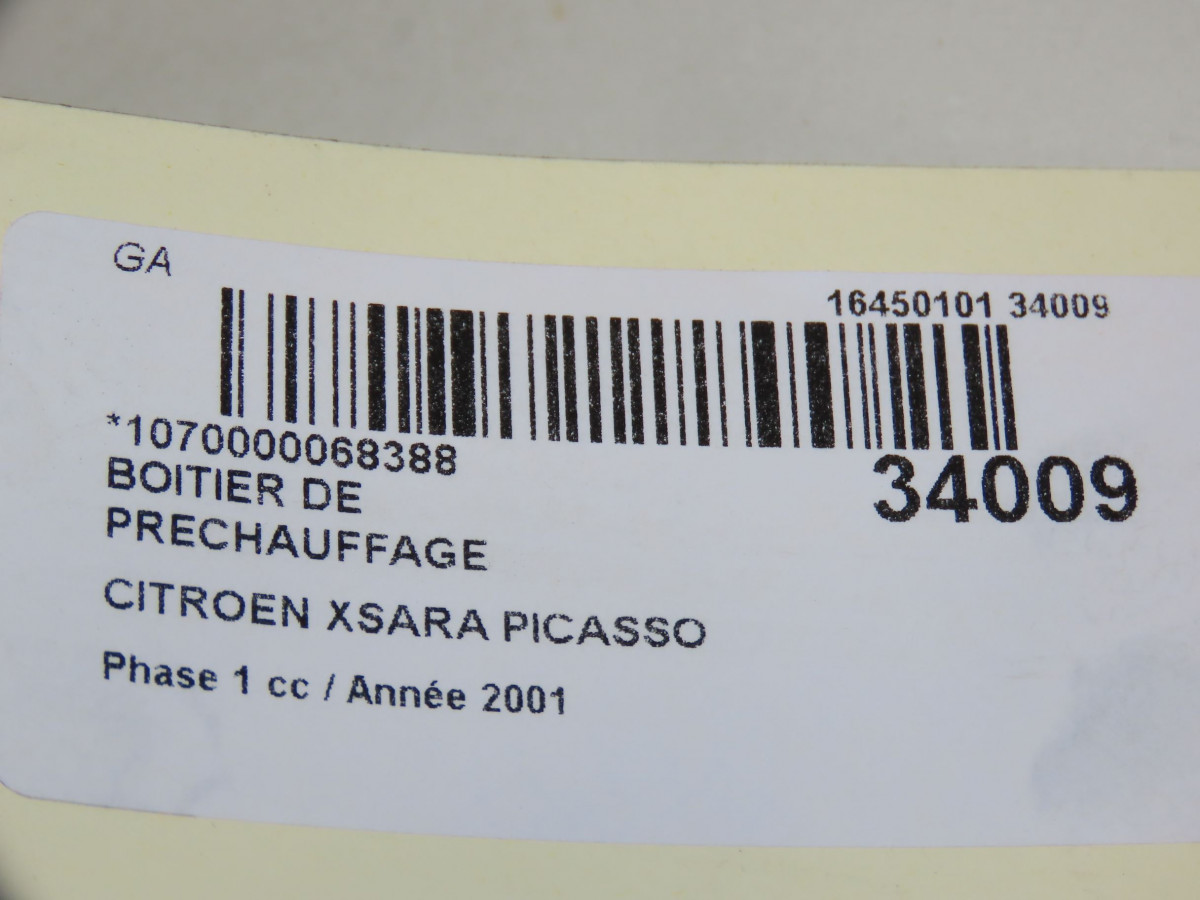 GA
16450101 34009
*1070000068388
34009
BOITIER DE
PRECHAUFFAGE
CITROEN XSARA PICASSO
Phase 1 cc / Année 2001